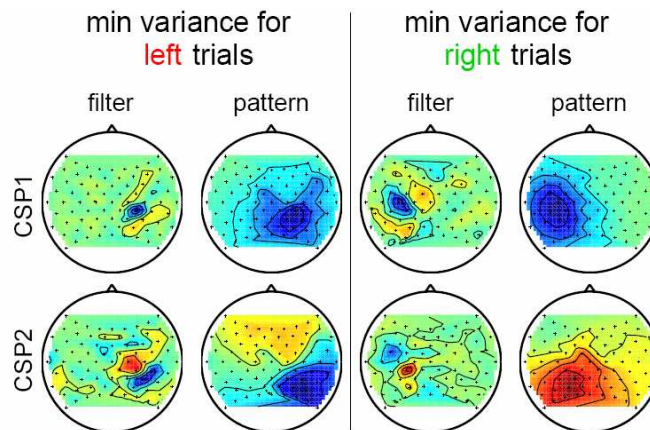 min variance for
left trials
min variance for
right trials
filter
pattern
filter
pattern
CSP1
CSP2